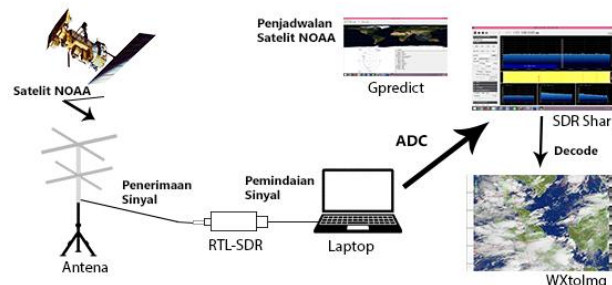 Satelit NOAA
Penjadwalan
Satelit NOAA
Gpredict
SDR Shar
ADC
Decode
Penerimaan
Sinyal
Pemindaian
Sinyal
Antena
RTL-SDR
Laptop
WXtoImg